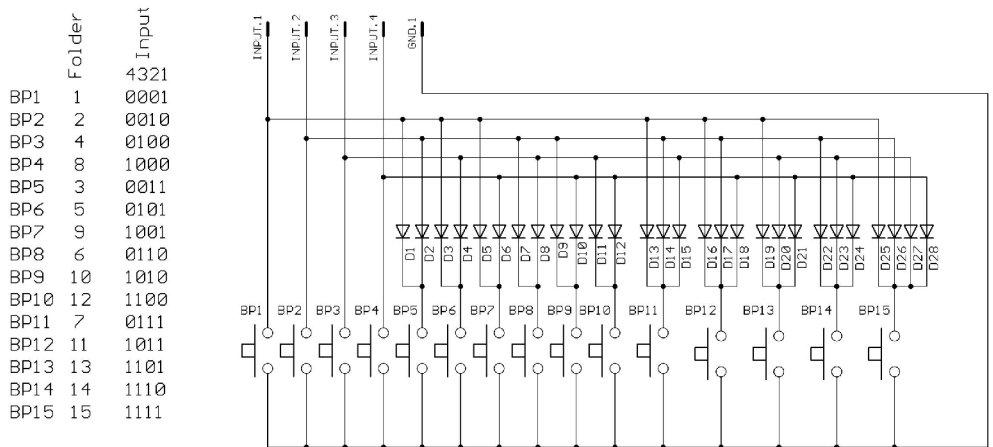 Folder
Input
4321
BP1 1 0001
BP2 2 0010
BP3 4 0100
BP4 8 1000
BP5 3 0011
BP6 5 0101
BP7 9 1001
BP8 6 0110
BP9 10 1010
BP10 12 1100
BP11 7 0111
BP12 11 1011
BP13 13 1101
BP14 14 1110
BP15 15 1111
INPUT.1 INPUT.2 INPUT.3 INPUT.4 GND.1
D1 D2 D3 D4 D5 D6 D7 D8 D9 D10 D11 D12 D13 D14 D15 D16 D17 D18 D19 D20 D21 D22 D23 D24 D25 D26 D27 D28
BP1 BP2 BP3 BP4 BP5 BP6 BP7 BP8 BP9 BP10 BP11 BP12 BP13 BP14 BP15